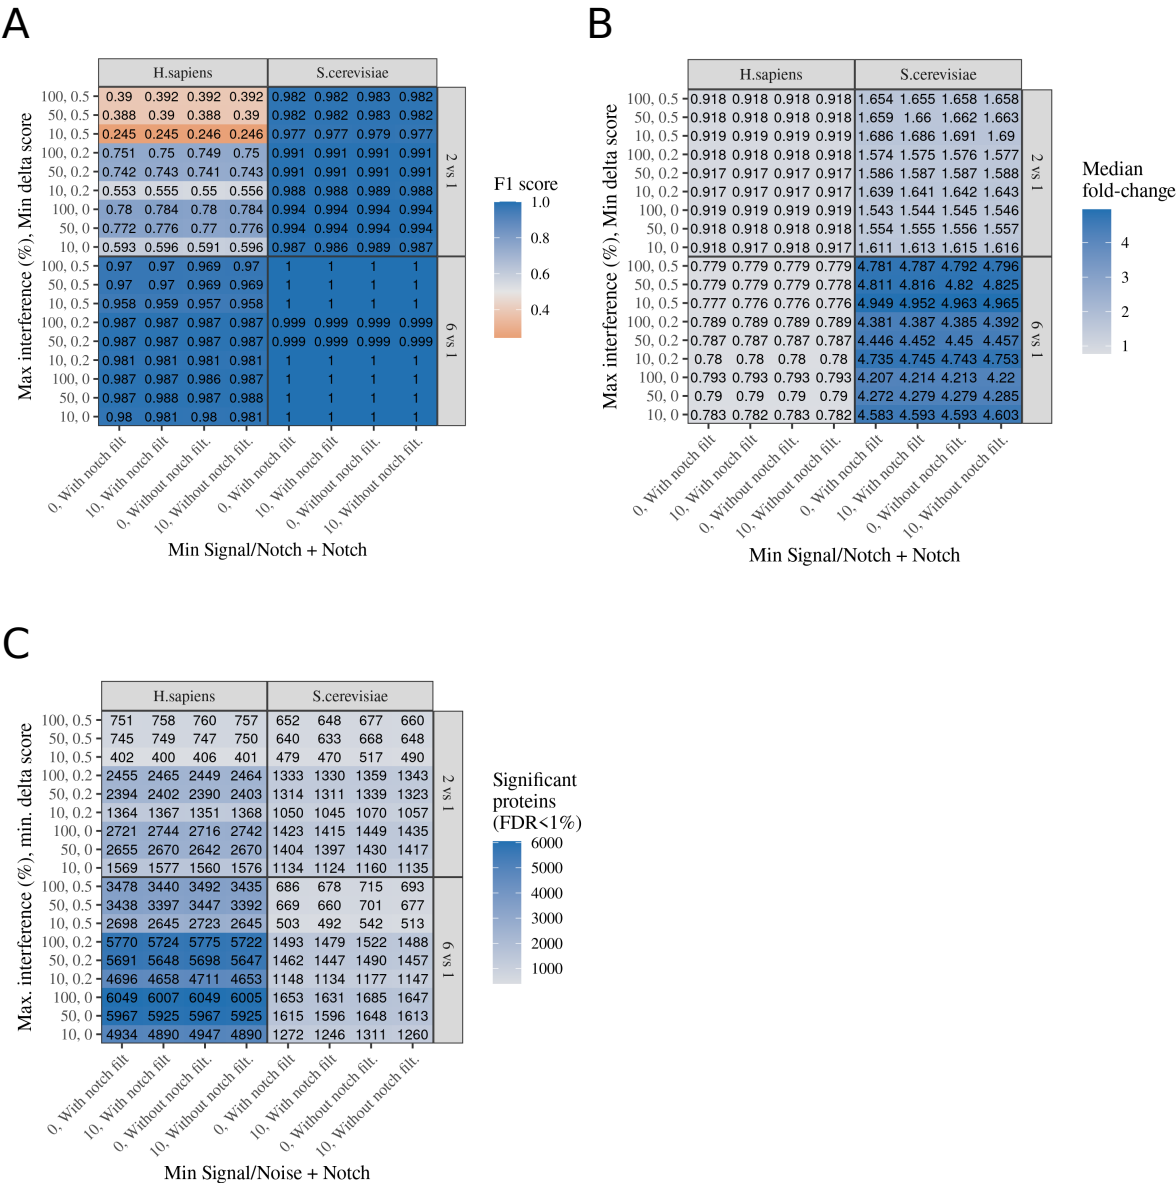 A
H.sapiens S.cerevisiae
100, 0.5 0.39 0.392 0.392 0.392 0.982 0.982 0.983 0.982
50, 0.5 0.388 0.39 0.388 0.39 0.982 0.982 0.983 0.982
10, 0.5 0.245 0.245 0.246 0.246 0.977 0.977 0.979 0.977
100, 0.2 0.751 0.75 0.749 0.75 0.991 0.991 0.991 0.991
50, 0.2 0.742 0.743 0.741 0.743 0.991 0.991 0.991 0.991
10, 0.2 0.553 0.555 0.55 0.556 0.988 0.988 0.989 0.988
100, 0 0.78 0.784 0.78 0.784 0.994 0.994 0.994 0.994
50, 0 0.772 0.776 0.77 0.776 0.994 0.994 0.994 0.994
10, 0 0.593 0.596 0.591 0.596 0.987 0.986 0.989 0.987
2 vs 1
100, 0.5 0.97 0.97 0.969 0.97 1 1 1 1
50, 0.5 0.97 0.97 0.969 0.969 1 1 1 1
10, 0.5 0.958 0.959 0.957 0.958 1 1 1 1
100, 0.2 0.987 0.987 0.987 0.987 0.999 0.999 0.999 0.999
50, 0.2 0.987 0.987 0.987 0.987 0.999 0.999 0.999 0.999
10, 0.2 0.981 0.981 0.981 0.981 1 1 1 1
100, 0 0.987 0.987 0.986 0.987 1 1 1 1
50, 0 0.987 0.988 0.987 0.988 1 1 1 1
10, 0 0.98 0.981 0.98 0.981 1 1 1 1
6 vs 1
Max interference (%), Min delta score
0, With notch filt
10, With notch filt
0, Without notch filt.
10, Without notch filt.
0, With notch filt
10, With notch filt
0, Without notch filt.
10, Without notch filt.
Min Signal/Notch + Notch
F1 score
1.0
0.8
0.6
0.4
B
H.sapiens S.cerevisiae
100, 0.5 0.918 0.918 0.918 0.918 1.654 1.655 1.658 1.658
50, 0.5 0.918 0.918 0.918 0.918 1.659 1.66 1.662 1.663
10, 0.5 0.919 0.919 0.919 0.919 1.686 1.686 1.691 1.69
100, 0.2 0.918 0.918 0.918 0.918 1.574 1.575 1.576 1.577
50, 0.2 0.917 0.917 0.917 0.917 1.586 1.587 1.587 1.588
10, 0.2 0.917 0.917 0.917 0.917 1.639 1.641 1.642 1.643
100, 0 0.919 0.919 0.919 0.919 1.543 1.544 1.545 1.546
50, 0 0.918 0.918 0.918 0.918 1.554 1.555 1.556 1.557
10, 0 0.918 0.917 0.918 0.917 1.611 1.613 1.615 1.616
2 vs 1
100, 0.5 0.779 0.779 0.779 0.779 4.781 4.787 4.792 4.796
50, 0.5 0.779 0.779 0.779 0.778 4.811 4.816 4.82 4.825
10, 0.5 0.777 0.776 0.776 0.776 4.949 4.952 4.963 4.965
100, 0.2 0.789 0.789 0.789 0.789 4.381 4.387 4.385 4.392
50, 0.2 0.787 0.787 0.787 0.787 4.446 4.452 4.45 4.457
10, 0.2 0.78 0.78 0.78 0.78 4.735 4.745 4.743 4.753
100, 0 0.793 0.793 0.793 0.793 4.207 4.214 4.213 4.22
50, 0 0.79 0.79 0.79 0.79 4.272 4.279 4.279 4.285
10, 0 0.783 0.782 0.783 0.782 4.583 4.593 4.593 4.603
6 vs 1
Max interference (%), Min delta score
0, With notch filt
10, With notch filt
0, Without notch filt.
10, Without notch filt.
0, With notch filt
10, With notch filt
0, Without notch filt.
10, Without notch filt.
Min Signal/Notch + Notch
Median
fold-change
4
3
2
1
C
H.sapiens S.cerevisiae
100, 0.5 751 758 760 757 652 648 677 660
50, 0.5 745 749 747 750 640 633 668 648
10, 0.5 402 400 406 401 479 470 517 490
100, 0.2 2455 2465 2449 2464 1333 1330 1359 1343
50, 0.2 2394 2402 2390 2403 1314 1311 1339 1323
10, 0.2 1364 1367 1351 1368 1050 1045 1070 1057
100, 0 2721 2744 2716 2742 1423 1415 1449 1435
50, 0 2655 2670 2642 2670 1404 1397 1430 1417
10, 0 1569 1577 1560 1576 1134 1124 1160 1135
2 vs 1
100, 0.5 3478 3440 3492 3435 686 678 715 693
50, 0.5 3438 3397 3447 3392 669 660 701 677
10, 0.5 2698 2645 2723 2645 503 492 542 513
100, 0.2 5770 5724 5775 5722 1493 1479 1522 1488
50, 0.2 5691 5648 5698 5647 1462 1447 1490 1457
10, 0.2 4696 4658 4711 4653 1148 1134 1177 1147
100, 0 6049 6007 6049 6005 1653 1631 1685 1647
50, 0 5967 5925 5967 5925 1615 1596 1648 1613
10, 0 4934 4890 4947 4890 1272 1246 1311 1260
6 vs 1
Max. interference (%), min. delta score
0, With notch filt
10, With notch filt
0, Without notch filt.
10, Without notch filt.
0, With notch filt
10, With notch filt
0, Without notch filt.
10, Without notch filt.
Min Signal/Noise + Notch
Significant
proteins
(FDR<1%)
6000
5000
4000
3000
2000
1000